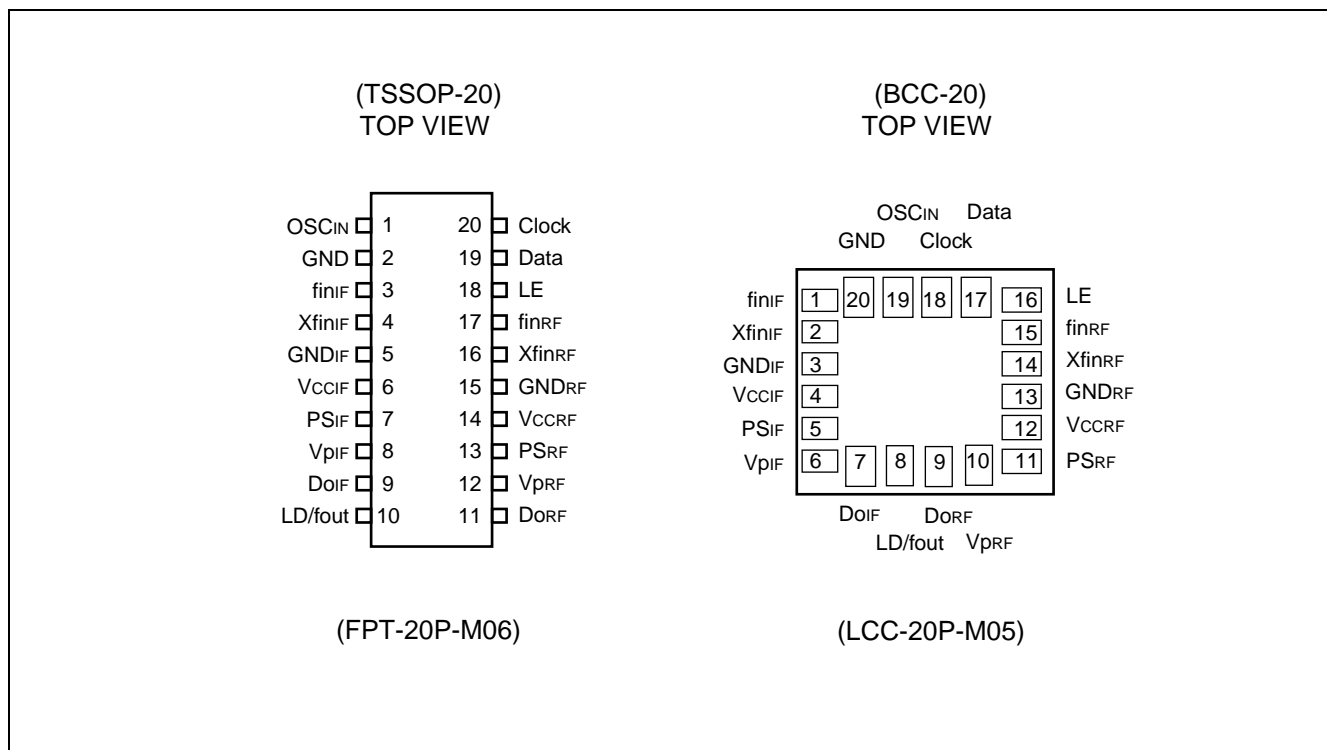 (TSSOP-20)
TOP VIEW
OSCIN 1 20 Clock
GND 2 19 Data
finIF 3 18 LE
XfinIF 4 17 finRF
GNDIF 5 16 XfinRF
VCCIF 6 15 GNDRF
PSIF 7 14 VCCRF
VpIF 8 13 PSRF
DoIF 9 12 VpRF
LD/fout 10 11 DoRF
(FPT-20P-M06)
(BCC-20)
TOP VIEW
OSCIN Data
GND Clock
finIF 1 20 19 18 17 16 LE
XfinIF 2 15 finRF
GNDIF 3 14 XfinRF
VCCIF 4 13 GNDRF
PSIF 5 12 VCCRF
VpIF 6 7 8 9 10 11 PSRF
DoIF DoRF
LD/fout VpRF
(LCC-20P-M05)